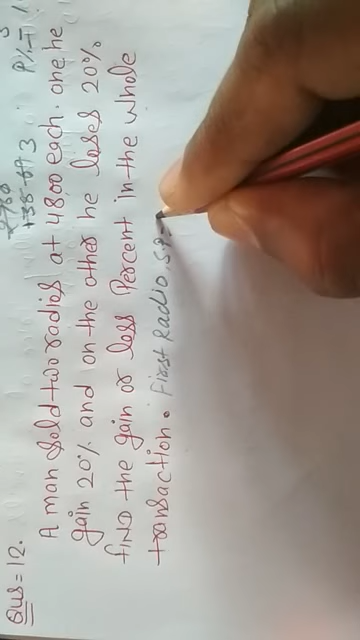 Qus=12.
A man sold two radios at 4800 each. one he
gain 20% and on the other he loses 20%
find the gain or less Percent in the whole
transaction. First Radio. S.P-